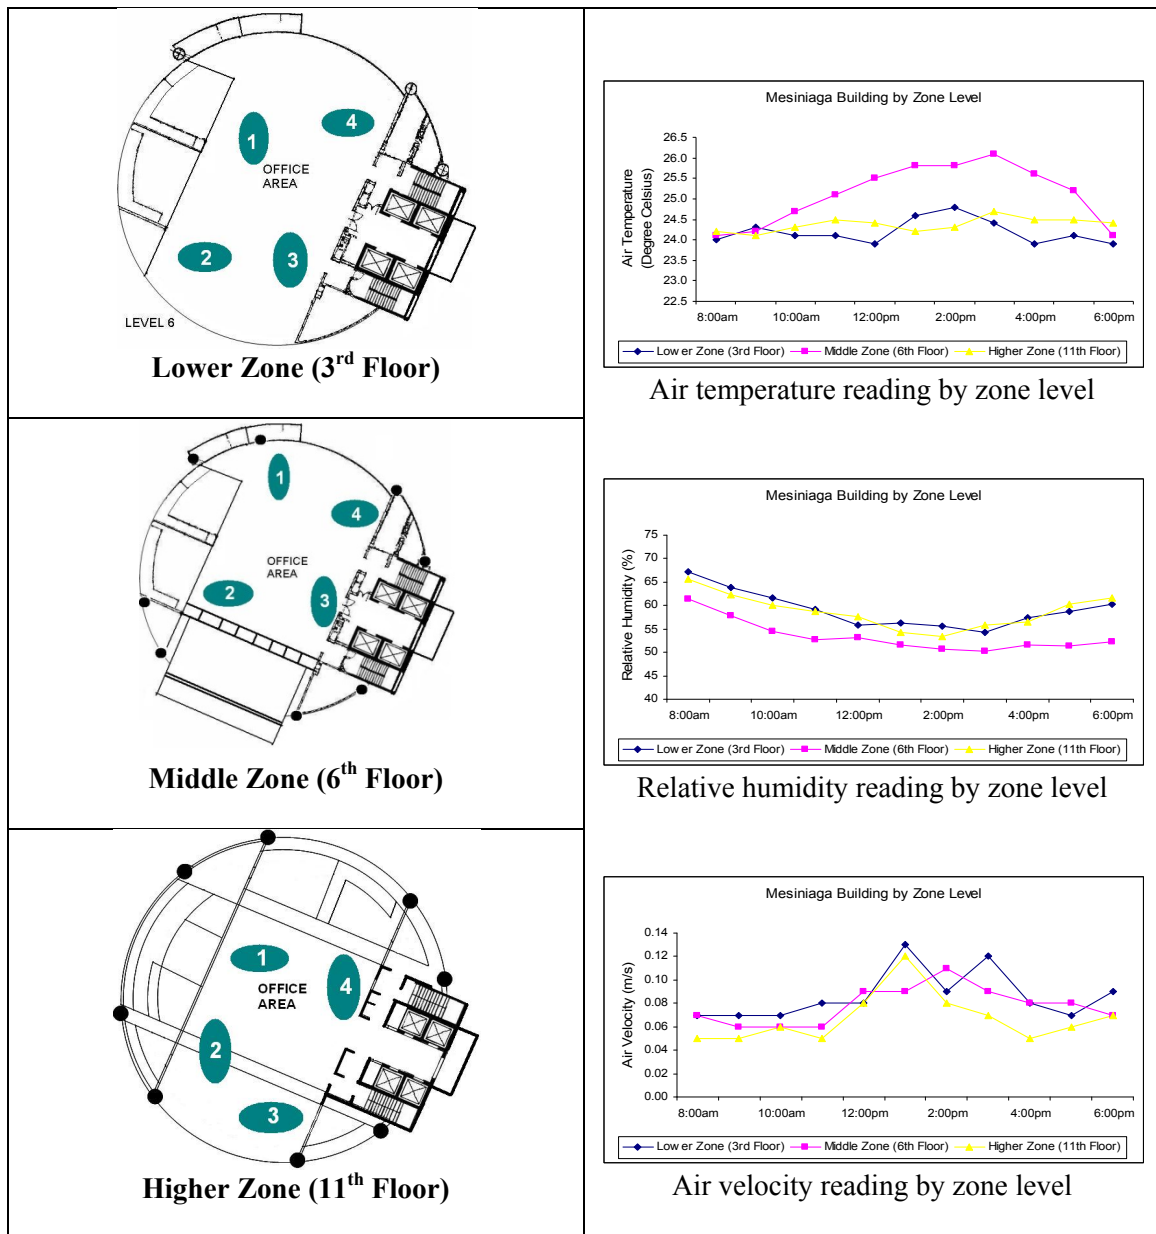 1
4
OFFICE
AREA
2
3
LEVEL 6
Lower Zone (3rd Floor)
Mesiniaga Building by Zone Level
Air Temperature
(Degree Celsius)
26.5
26.0
25.5
25.0
24.5
24.0
23.5
23.0
22.5
8:00am 10:00am 12:00pm 2:00pm 4:00pm 6:00pm
Lower Zone (3rd Floor) Middle Zone (6th Floor) Higher Zone (11th Floor)
Air temperature reading by zone level
1
4
OFFICE
AREA
2
3
Middle Zone (6th Floor)
Mesiniaga Building by Zone Level
Relative Humidity (%)
75
70
65
60
55
50
45
40
8:00am 10:00am 12:00pm 2:00pm 4:00pm 6:00pm
Lower Zone (3rd Floor) Middle Zone (6th Floor) Higher Zone (11th Floor)
Relative humidity reading by zone level
1
4
OFFICE
AREA
2
3
Higher Zone (11th Floor)
Mesiniaga Building by Zone Level
Air Velocity (m/s)
0.14
0.12
0.10
0.08
0.06
0.04
0.02
0.00
8:00am 10:00am 12:00pm 2:00pm 4:00pm 6:00pm
Lower Zone (3rd Floor) Middle Zone (6th Floor) Higher Zone (11th Floor)
Air velocity reading by zone level